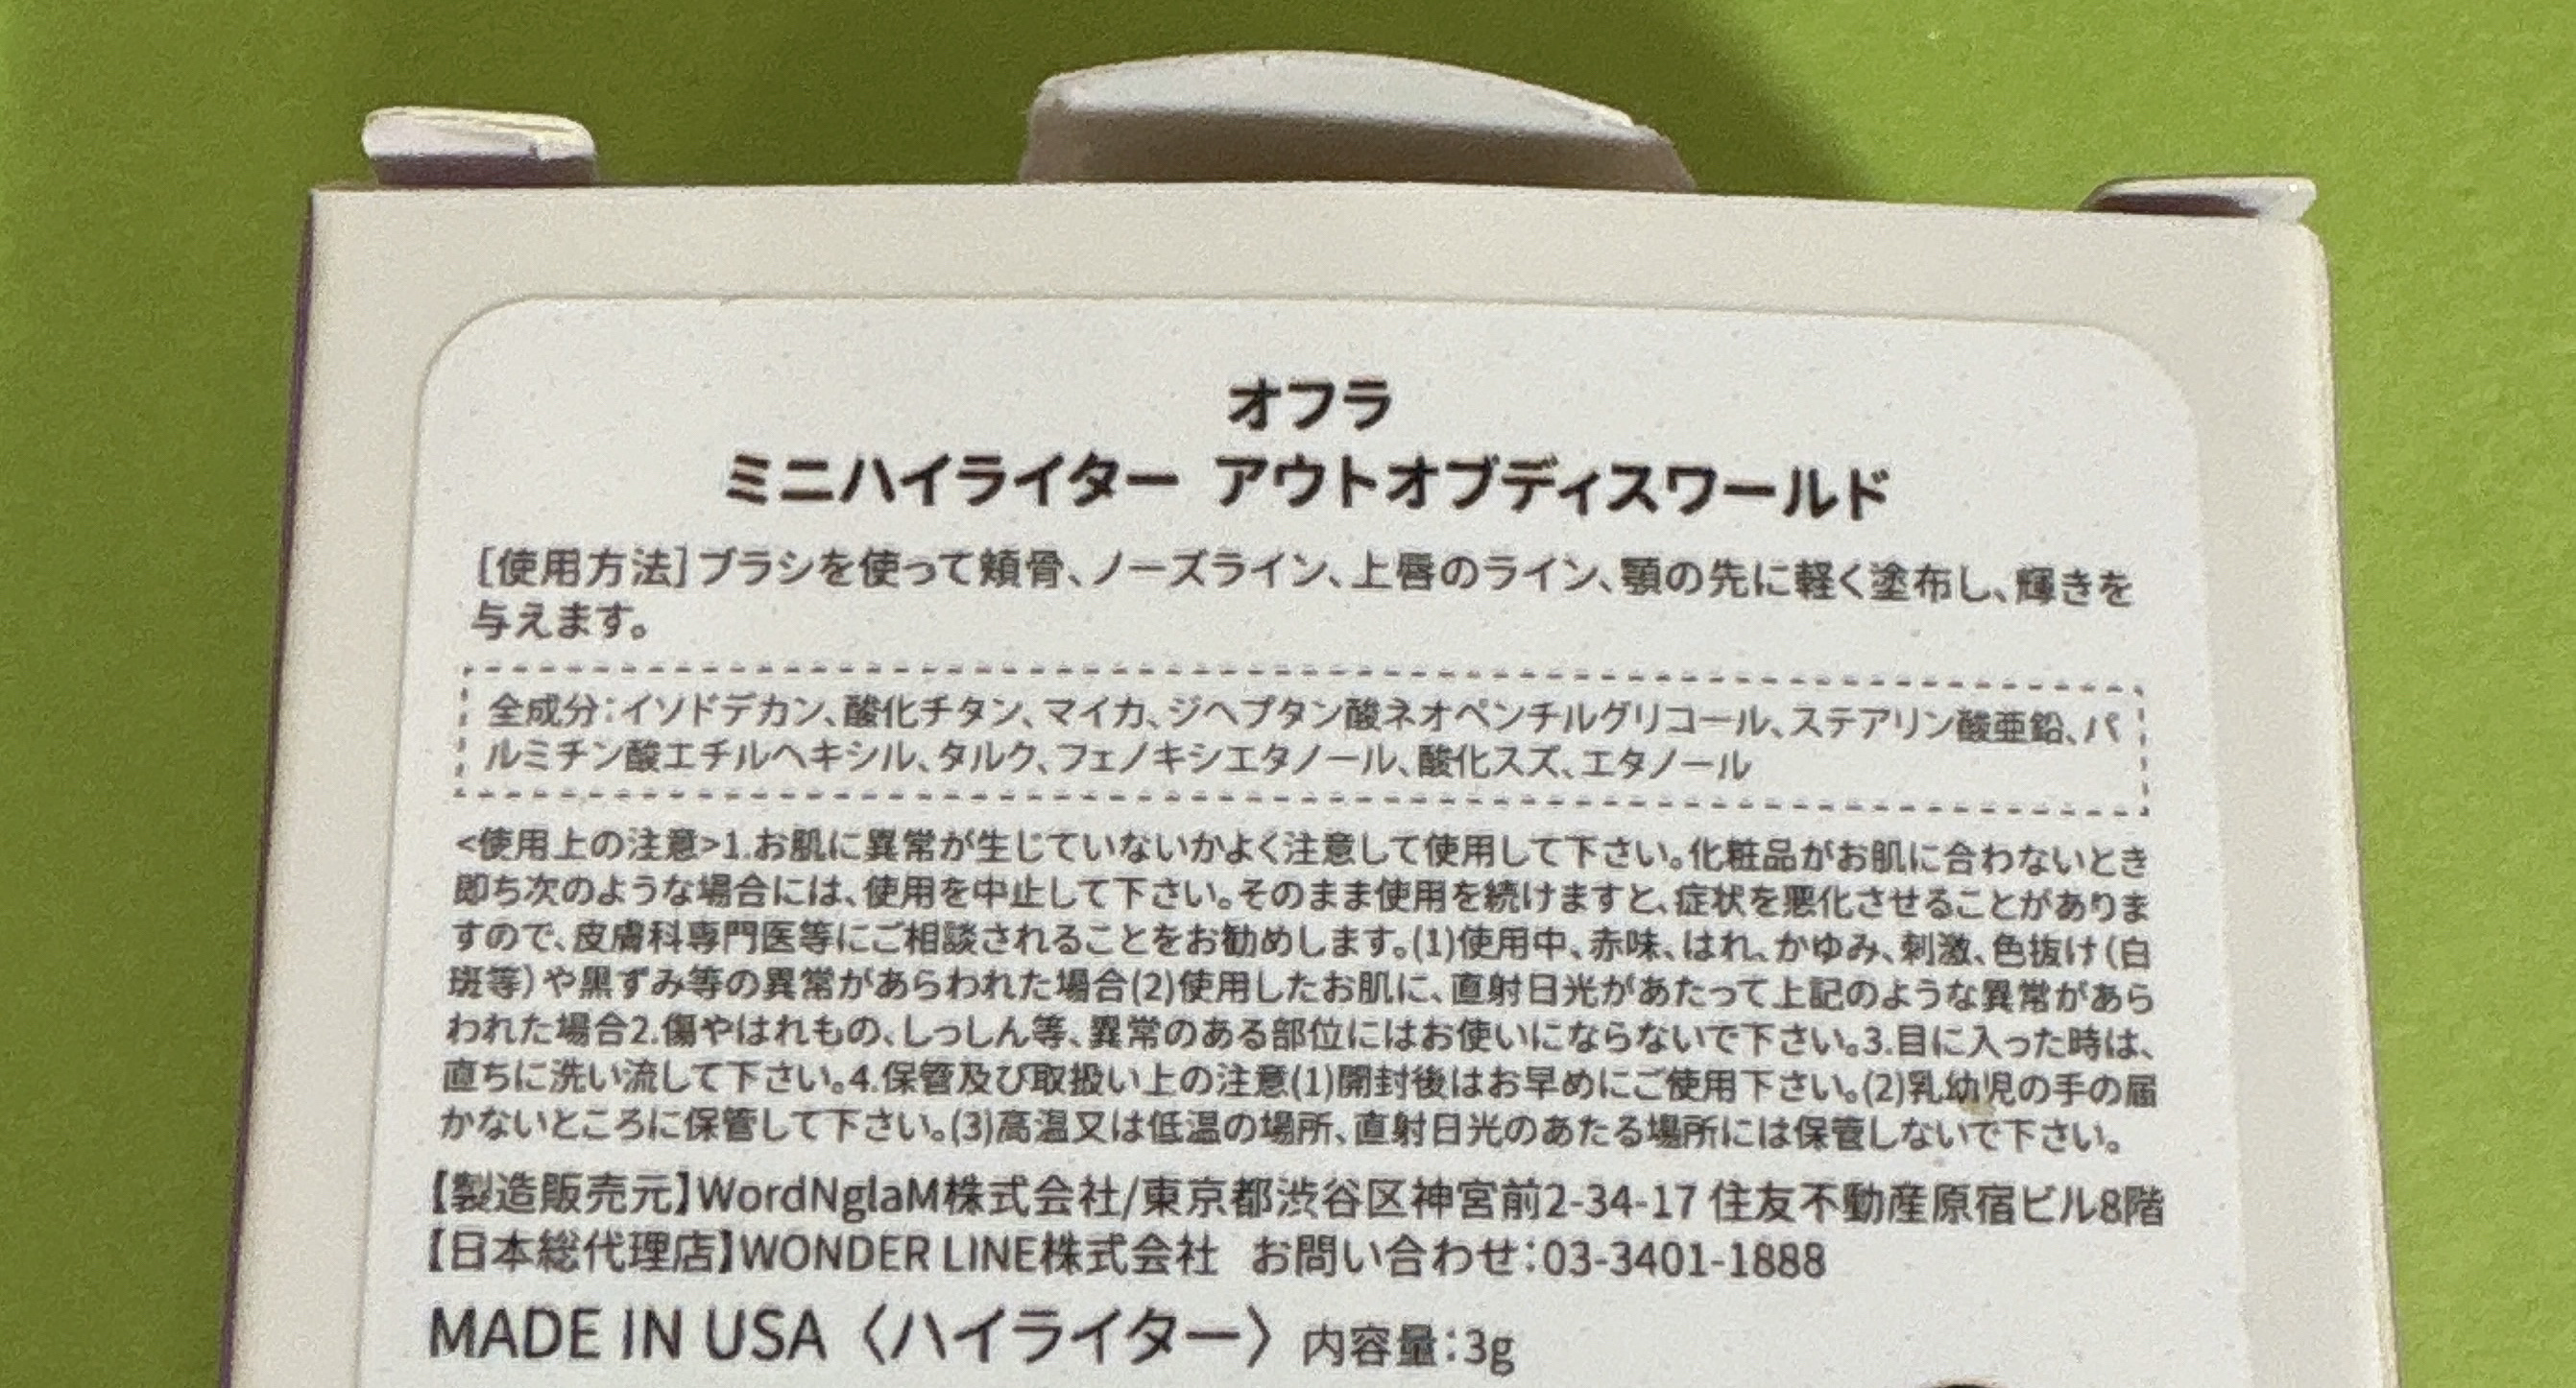 オフラ
ミニハイライター アウトオブディスワールド
[使用方法]ブラシを使って頬骨、ノーズライン、上唇のライン、顎の先に軽く塗布し、輝きを
与えます。
全成分:イソドデカン、酸化チタン、マイカ、ジヘプタン酸ネオペンチルグリコール、ステアリン酸亜鉛、パ
ルミチン酸エチルヘキシル、タルク、フェノキシエタノール、酸化スズ、エタノール
<使用上の注意>1.お肌に異常が生じていないかよく注意して使用して下さい。化粧品がお肌に合わないとき
即ち次のような場合には、使用を中止して下さい。そのまま使用を続けますと、症状を悪化させることがありま
すので、皮膚科専門医等にご相談されることをお勧めします。(1)使用中、赤味、はれ、かゆみ、刺激、色抜け(白
斑等)や黒ずみ等の異常があらわれた場合(2)使用したお肌に、直射日光があたって上記のような異常があら
われた場合2.傷やはれもの、しっしん等、異常のある部位にはお使いにならないで下さい。3.目に入った時は、
直ちに洗い流して下さい。4.保管及び取扱い上の注意(1)開封後はお早めにご使用下さい。(2)乳幼児の手の届
かないところに保管して下さい。(3)高温又は低温の場所、直射日光のあたる場所には保管しないで下さい。
【製造販売元】WordNglaM株式会社/東京都渋谷区神宮前2-34-17 住友不動産原宿ビル8階
【日本総代理店】WONDER LINE株式会社 お問い合わせ:03-3401-1888
MADE IN USA〈ハイライター〉内容量:3g